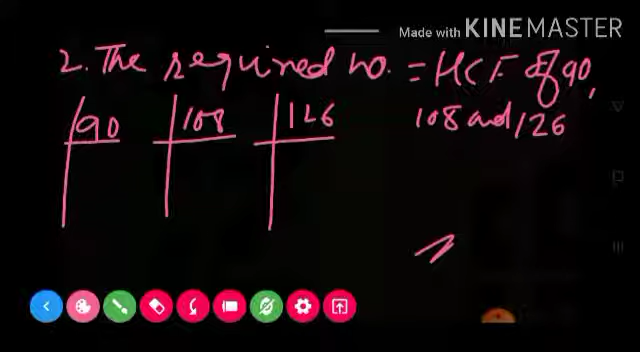 Made with KINEMASTER
2. The required no. = HCF of 90,
108 and 126
90 108 126